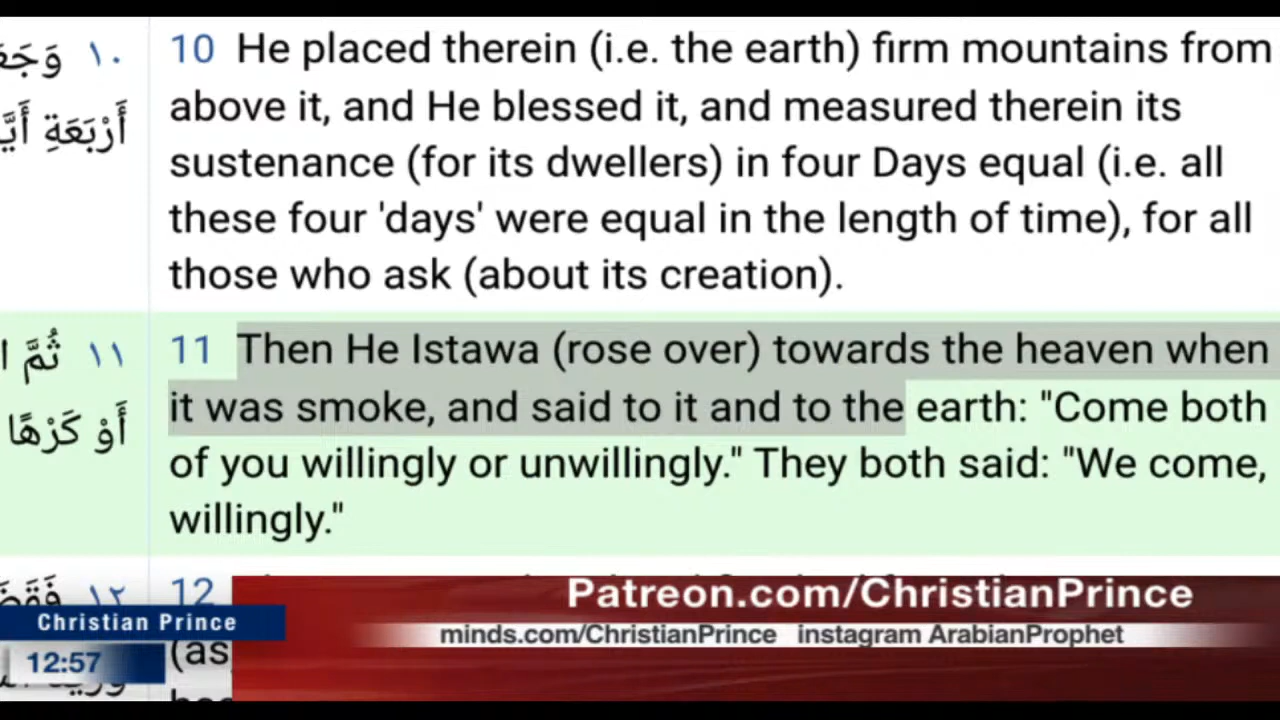 ١٠ وَجَعَ
أَرْبَعَةِ أَيَّا
10 He placed therein (i.e. the earth) firm mountains from
above it, and He blessed it, and measured therein its
sustenance (for its dwellers) in four Days equal (i.e. all
these four 'days' were equal in the length of time), for all
those who ask (about its creation).
١١ ثُمَّ ا
أَوْ كَرْهًا
11 Then He Istawa (rose over) towards the heaven when
it was smoke, and said to it and to the earth: "Come both
of you willingly or unwillingly." They both said: "We come,
willingly."
١٢
12
(as
Patreon.com/ChristianPrince
Christian Prince
minds.com/ChristianPrince instagram ArabianProphet
12:57